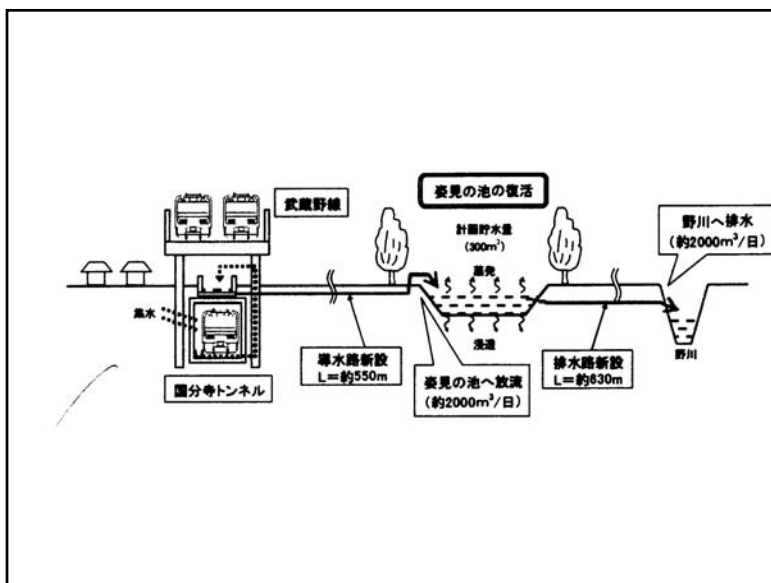 姿見の池の復活
武蔵野線
計画貯水量
(300m³)
蒸発
野川へ排水
(約2000m³/日)
集水
浸透
野川
導水路新設
L=約550m
排水路新設
L=約630m
国分寺トンネル
姿見の池へ放流
(約2000m³/日)